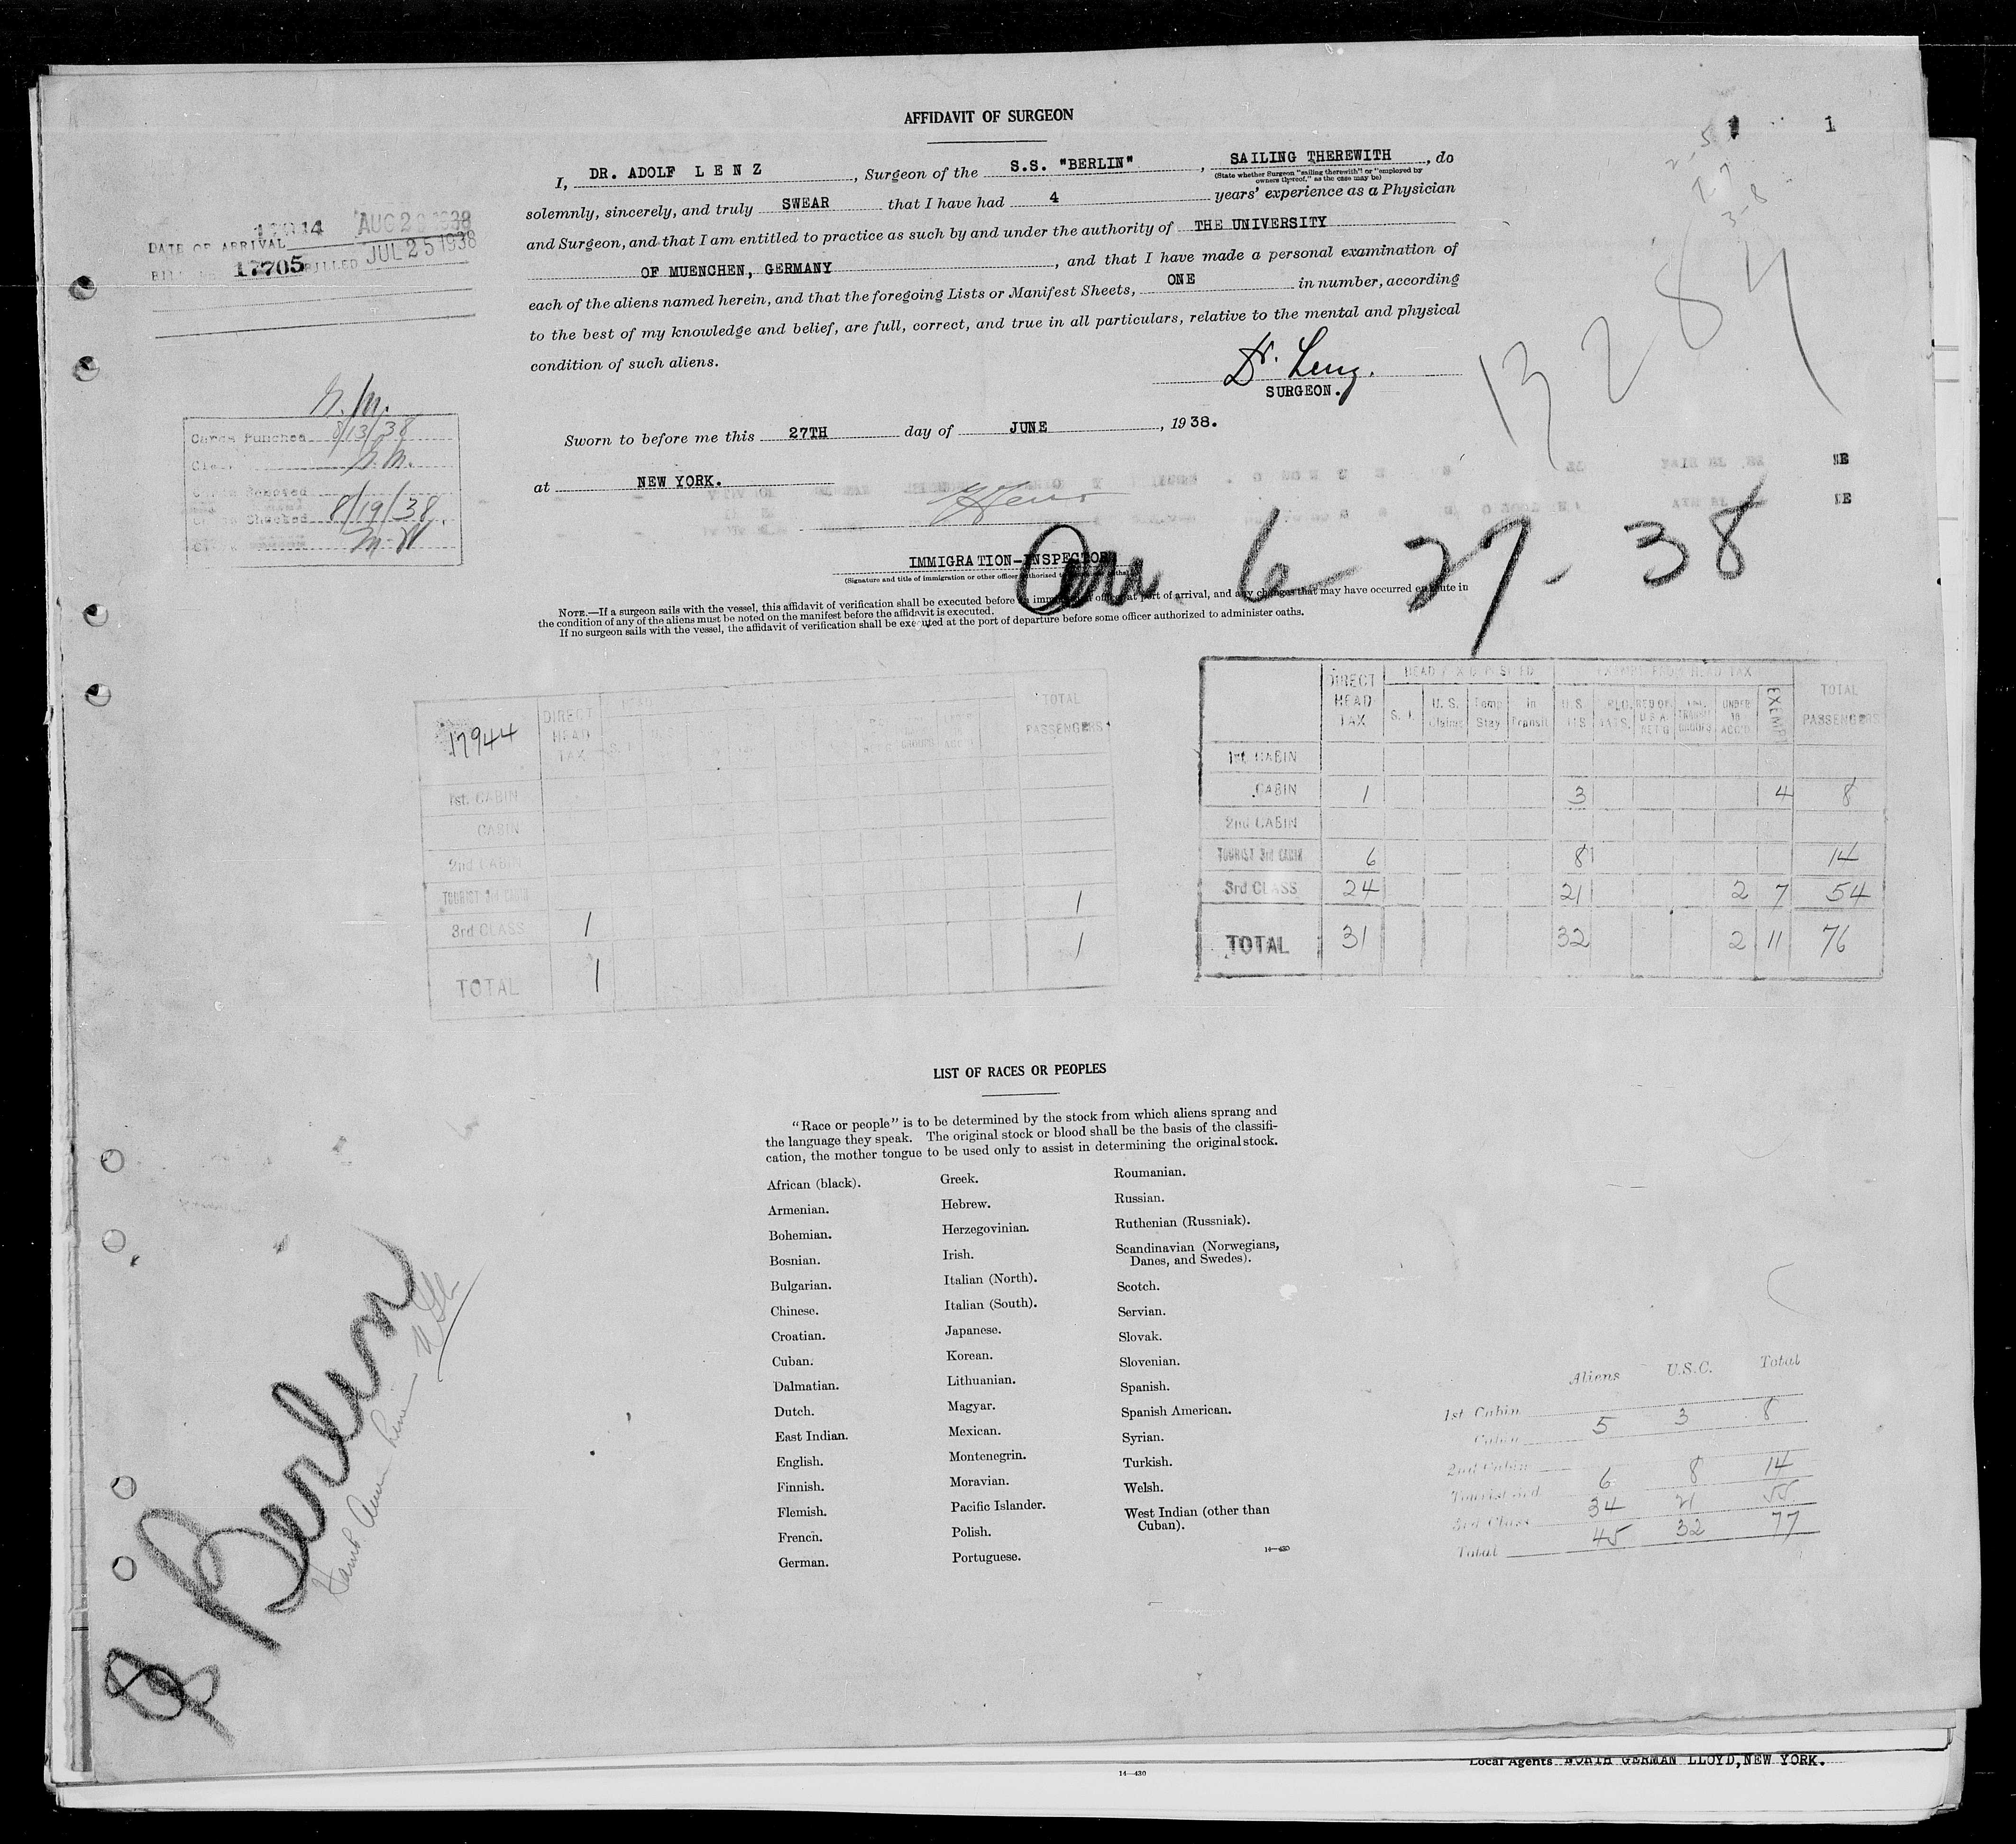 AFFIDAVIT OF SURGEON
1
I, DR. ADOLF L E N Z, Surgeon of the S.S. "BERLIN", SAILING THEREWITH, do
(State whether Surgeon "sailing therewith" or "employed by owners thereof," as the case may be)
solemnly, sincerely, and truly SWEAR that I have had 4 years' experience as a Physician
and Surgeon, and that I am entitled to practice as such by and under the authority of THE UNIVERSITY
OF MUENCHEN, GERMANY, and that I have made a personal examination of
each of the aliens named herein, and that the foregoing Lists or Manifest Sheets, ONE in number, according
to the best of my knowledge and belief, are full, correct, and true in all particulars, relative to the mental and physical
condition of such aliens.
Dr. Lenz.
SURGEON.
Sworn to before me this 27TH day of JUNE, 1938.
at NEW YORK.
IMMIGRATION-INSPECTOR
(Signature and title of immigration or other officer authorised
NOTE.—If a surgeon sails with the vessel, this affidavit of verification shall be executed before an immigration officer at port of arrival, and any changes that may have occurred en route in
the condition of any of the aliens must be noted on the manifest before the affidavit is executed.
If no surgeon sails with the vessel, the affidavit of verification shall be executed at the port of departure before some officer authorized to administer oaths.
AUG 2 1938
DATE OF ARRIVAL
17705 BILLED JUL 25 1938
13284
Cards Punched 8/13/38
Checked 8/19/38
Arr. 6-27-38
17944
DIRECT HEAD TAX
TOTAL PASSENGERS
1st. CABIN
CABIN
2nd CABIN
TOURIST 3rd CABIN 1
3rd CLASS 1 1
TOTAL 1
DIRECT HEAD TAX
S. T. U. S. Claims Temp Stay In Transit
UNDER 16 ACC'D EXEMPT
TOTAL PASSENGERS
1st. CABIN
CABIN 1 3 4 8
2nd CABIN
TOURIST 3rd CABIN 6 8 14
3rd CLASS 24 21 2 7 54
TOTAL 31 32 2 11 76
LIST OF RACES OR PEOPLES
"Race or people" is to be determined by the stock from which aliens sprang and
the language they speak. The original stock or blood shall be the basis of the classifi-
cation, the mother tongue to be used only to assist in determining the original stock.
African (black).
Armenian.
Bohemian.
Bosnian.
Bulgarian.
Chinese.
Croatian.
Cuban.
Dalmatian.
Dutch.
East Indian.
English.
Finnish.
Flemish.
French.
German.
Greek.
Hebrew.
Herzegovinian.
Irish.
Italian (North).
Italian (South).
Japanese.
Korean.
Lithuanian.
Magyar.
Mexican.
Montenegrin.
Moravian.
Pacific Islander.
Polish.
Portuguese.
Roumanian.
Russian.
Ruthenian (Russniak).
Scandinavian (Norwegians,
Danes, and Swedes).
Scotch.
Servian.
Slovak.
Slovenian.
Spanish.
Spanish American.
Syrian.
Turkish.
Welsh.
West Indian (other than
Cuban).
14—430
Berlin
Hamb Am Line
Aliens U.S.C. Total
1st Cabin
Cabin 5 3 8
2nd Cabin
Tourist 3rd 6 8 14
3rd Class 34 21 55
Total 45 32 77
Local Agents NORTH GERMAN LLOYD, NEW YORK.
14—430